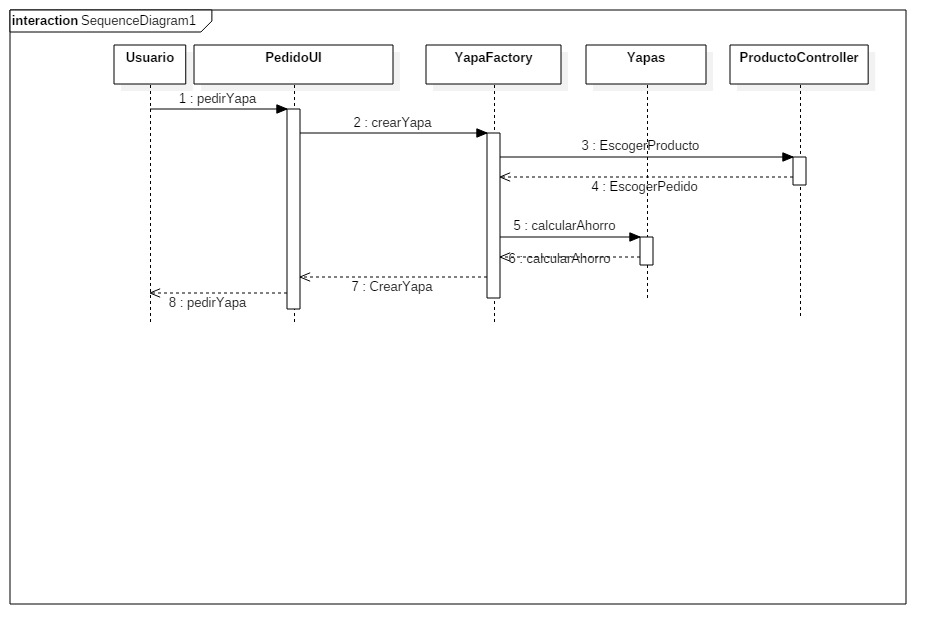 interaction SequenceDiagram1
Usuario
PedidoUI
YapaFactory
Yapas
ProductoController
1 : pedirYapa
2 : crearYapa
3 : EscogerProducto
4 : EscogerPedido
5 : calcularAhorro
6 : calcularAhorro
7 : CrearYapa
8 : pedirYapa